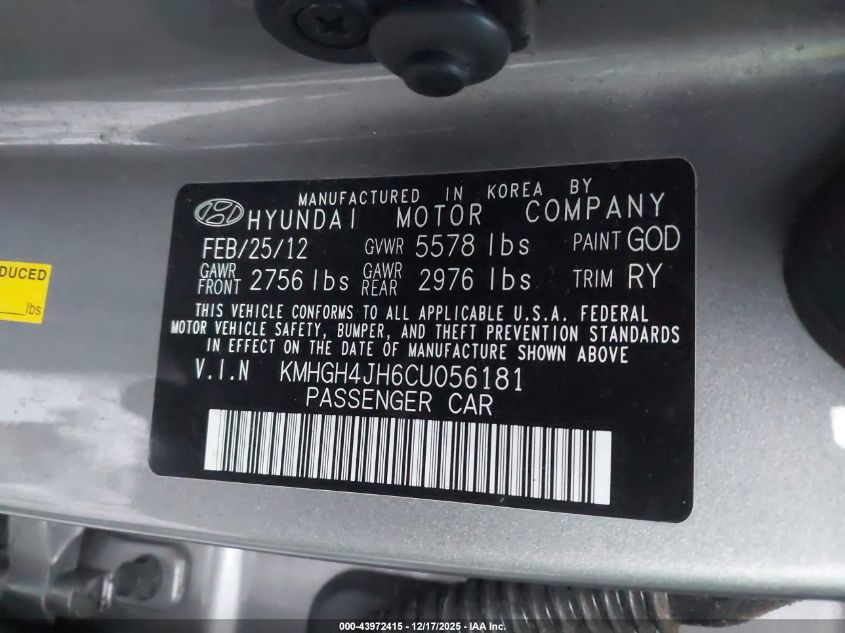 MANUFACTURED IN KOREA BY
HYUNDAI MOTOR COMPANY
FEB/25/12 GVWR 5578 lbs PAINT GOD
GAWR FRONT 2756 lbs GAWR REAR 2976 lbs TRIM RY
THIS VEHICLE CONFORMS TO ALL APPLICABLE U.S.A. FEDERAL
MOTOR VEHICLE SAFETY, BUMPER, AND THEFT PREVENTION STANDARDS
IN EFFECT ON THE DATE OF MANUFACTURE SHOWN ABOVE
V.I.N KMHGH4JH6CU056181
PASSENGER CAR
DUCED
lbs
000-43972415 - 12/17/2025 - IAA Inc.